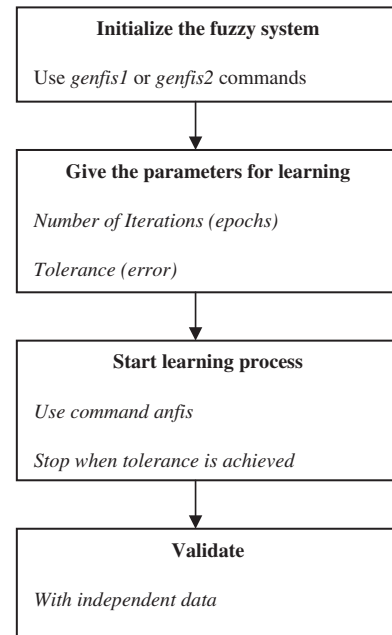 Initialize the fuzzy system
Use genfis1 or genfis2 commands
Give the parameters for learning
Number of Iterations (epochs)
Tolerance (error)
Start learning process
Use command anfis
Stop when tolerance is achieved
Validate
With independent data